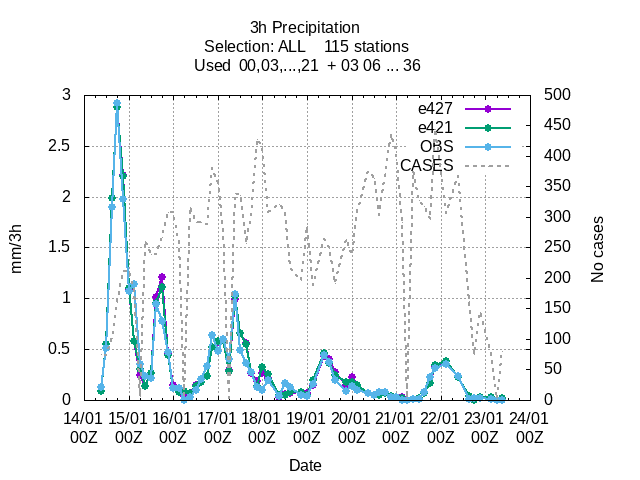 3h Precipitation
Selection: ALL 115 stations
Used 00,03,...,21 + 03 06 ... 36
3
2.5
2
1.5
1
0.5
0
mm/3h
500
450
400
350
300
250
200
150
100
50
0
No cases
e427
e421
OBS
CASES
14/01 15/01 16/01 17/01 18/01 19/01 20/01 21/01 22/01 23/01 24/01
00Z 00Z 00Z 00Z 00Z 00Z 00Z 00Z 00Z 00Z 00Z
Date